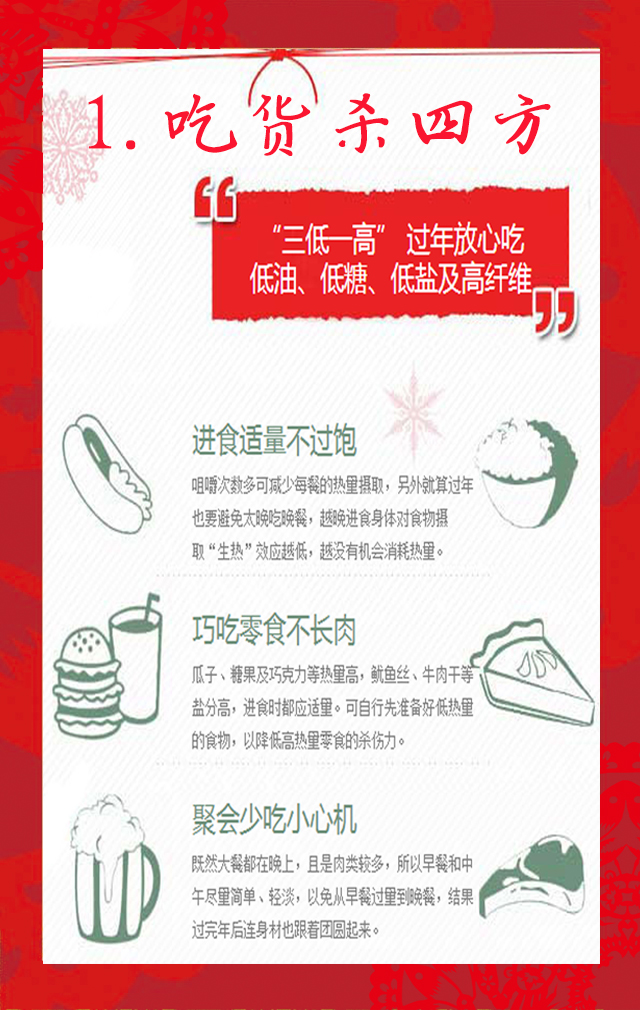 1.吃货杀四方
“三低一高” 过年放心吃
低油、低糖、低盐及高纤维
进食适量不过饱
咀嚼次数多可减少每餐的热量摄取，另外就算过年
也要避免太晚吃晚餐，越晚进食身体对食物摄
取“生热”效应越低，越没有机会消耗热量。
巧吃零食不长肉
瓜子、糖果及巧克力等热量高，鱿鱼丝、牛肉干等
盐分高，进食时都应适量。可自行先准备好低热量
的食物，以降低高热量零食的杀伤力。
聚会少吃小心机
既然大餐都在晚上，且是肉类较多，所以早餐和中
午尽量简单、轻淡，以免从早餐过量到晚餐，结果
过完年后连身材也跟着团圆起来。